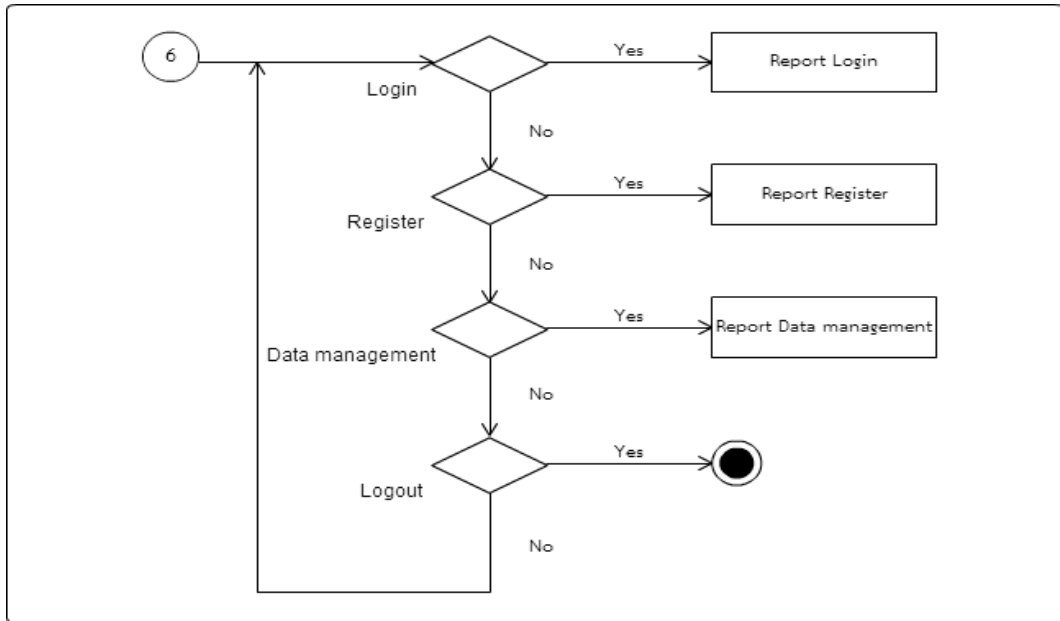 6
Yes
Report Login
Login
No
Yes
Report Register
Register
No
Yes
Report Data management
Data management
No
Yes
Logout
No